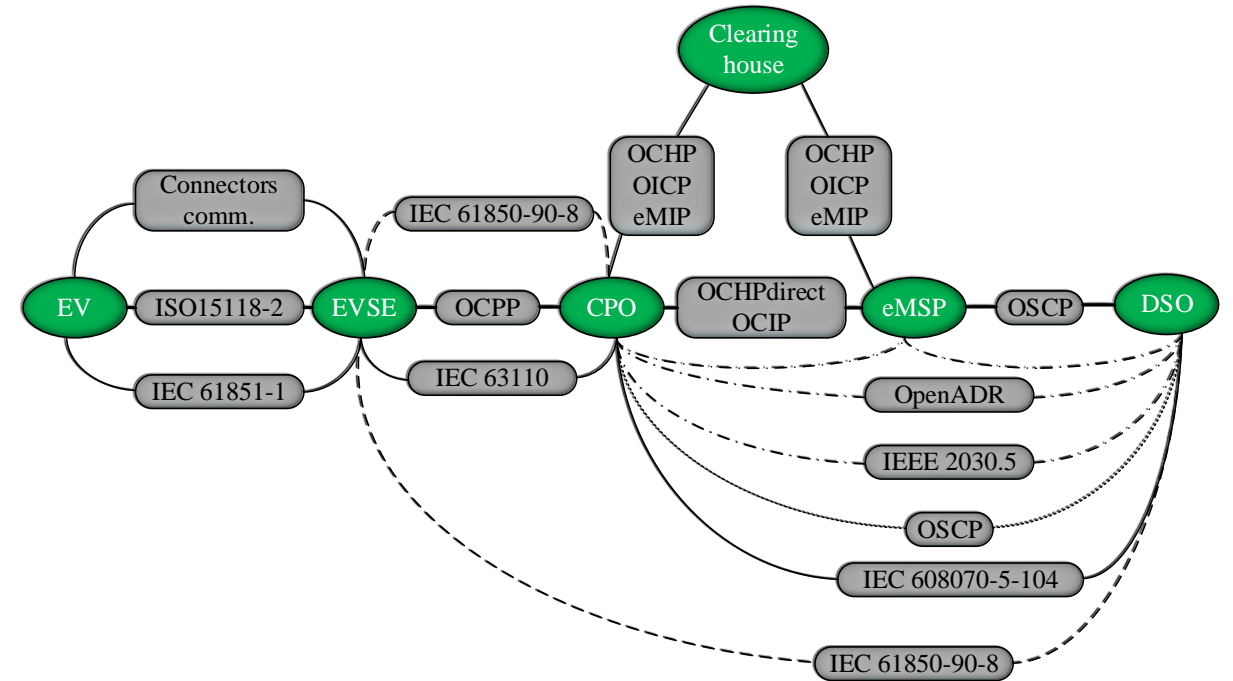 Clearing
house
OCHP
OICP
eMIP
OCHP
OICP
eMIP
Connectors
comm.
IEC 61850-90-8
EV
ISO15118-2
EVSE
OCPP
CPO
OCHPdirect
OCIP
eMSP
OSCP
DSO
IEC 61851-1
IEC 63110
OpenADR
IEEE 2030.5
OSCP
IEC 608070-5-104
IEC 61850-90-8